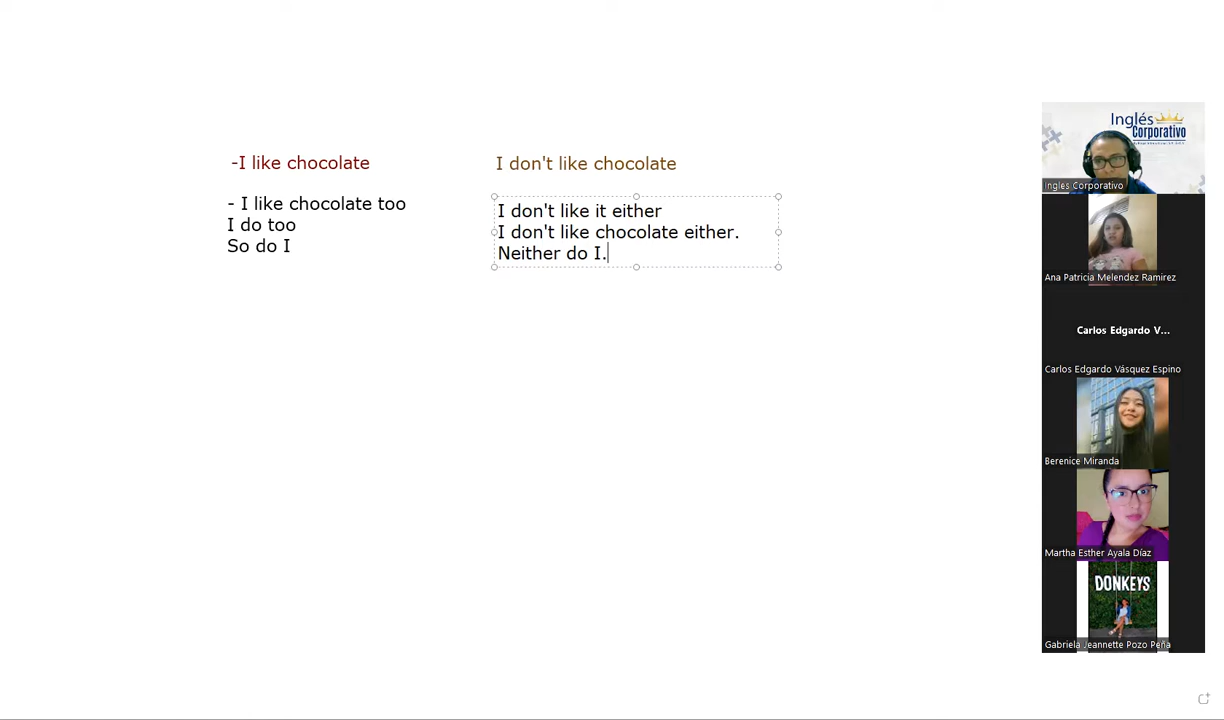 -I like chocolate
- I like chocolate too
I do too
So do I
I don't like chocolate
I don't like it either
I don't like chocolate either.
Neither do I.
Inglés
Corporativo
Inglés Corporativo
Ana Patricia Melendez Ramirez
Carlos Edgardo V...
Carlos Edgardo Vásquez Espino
Berenice Miranda
Martha Esther Ayala Díaz
DONKEYS
Gabriela Jeannette Pozo Peña